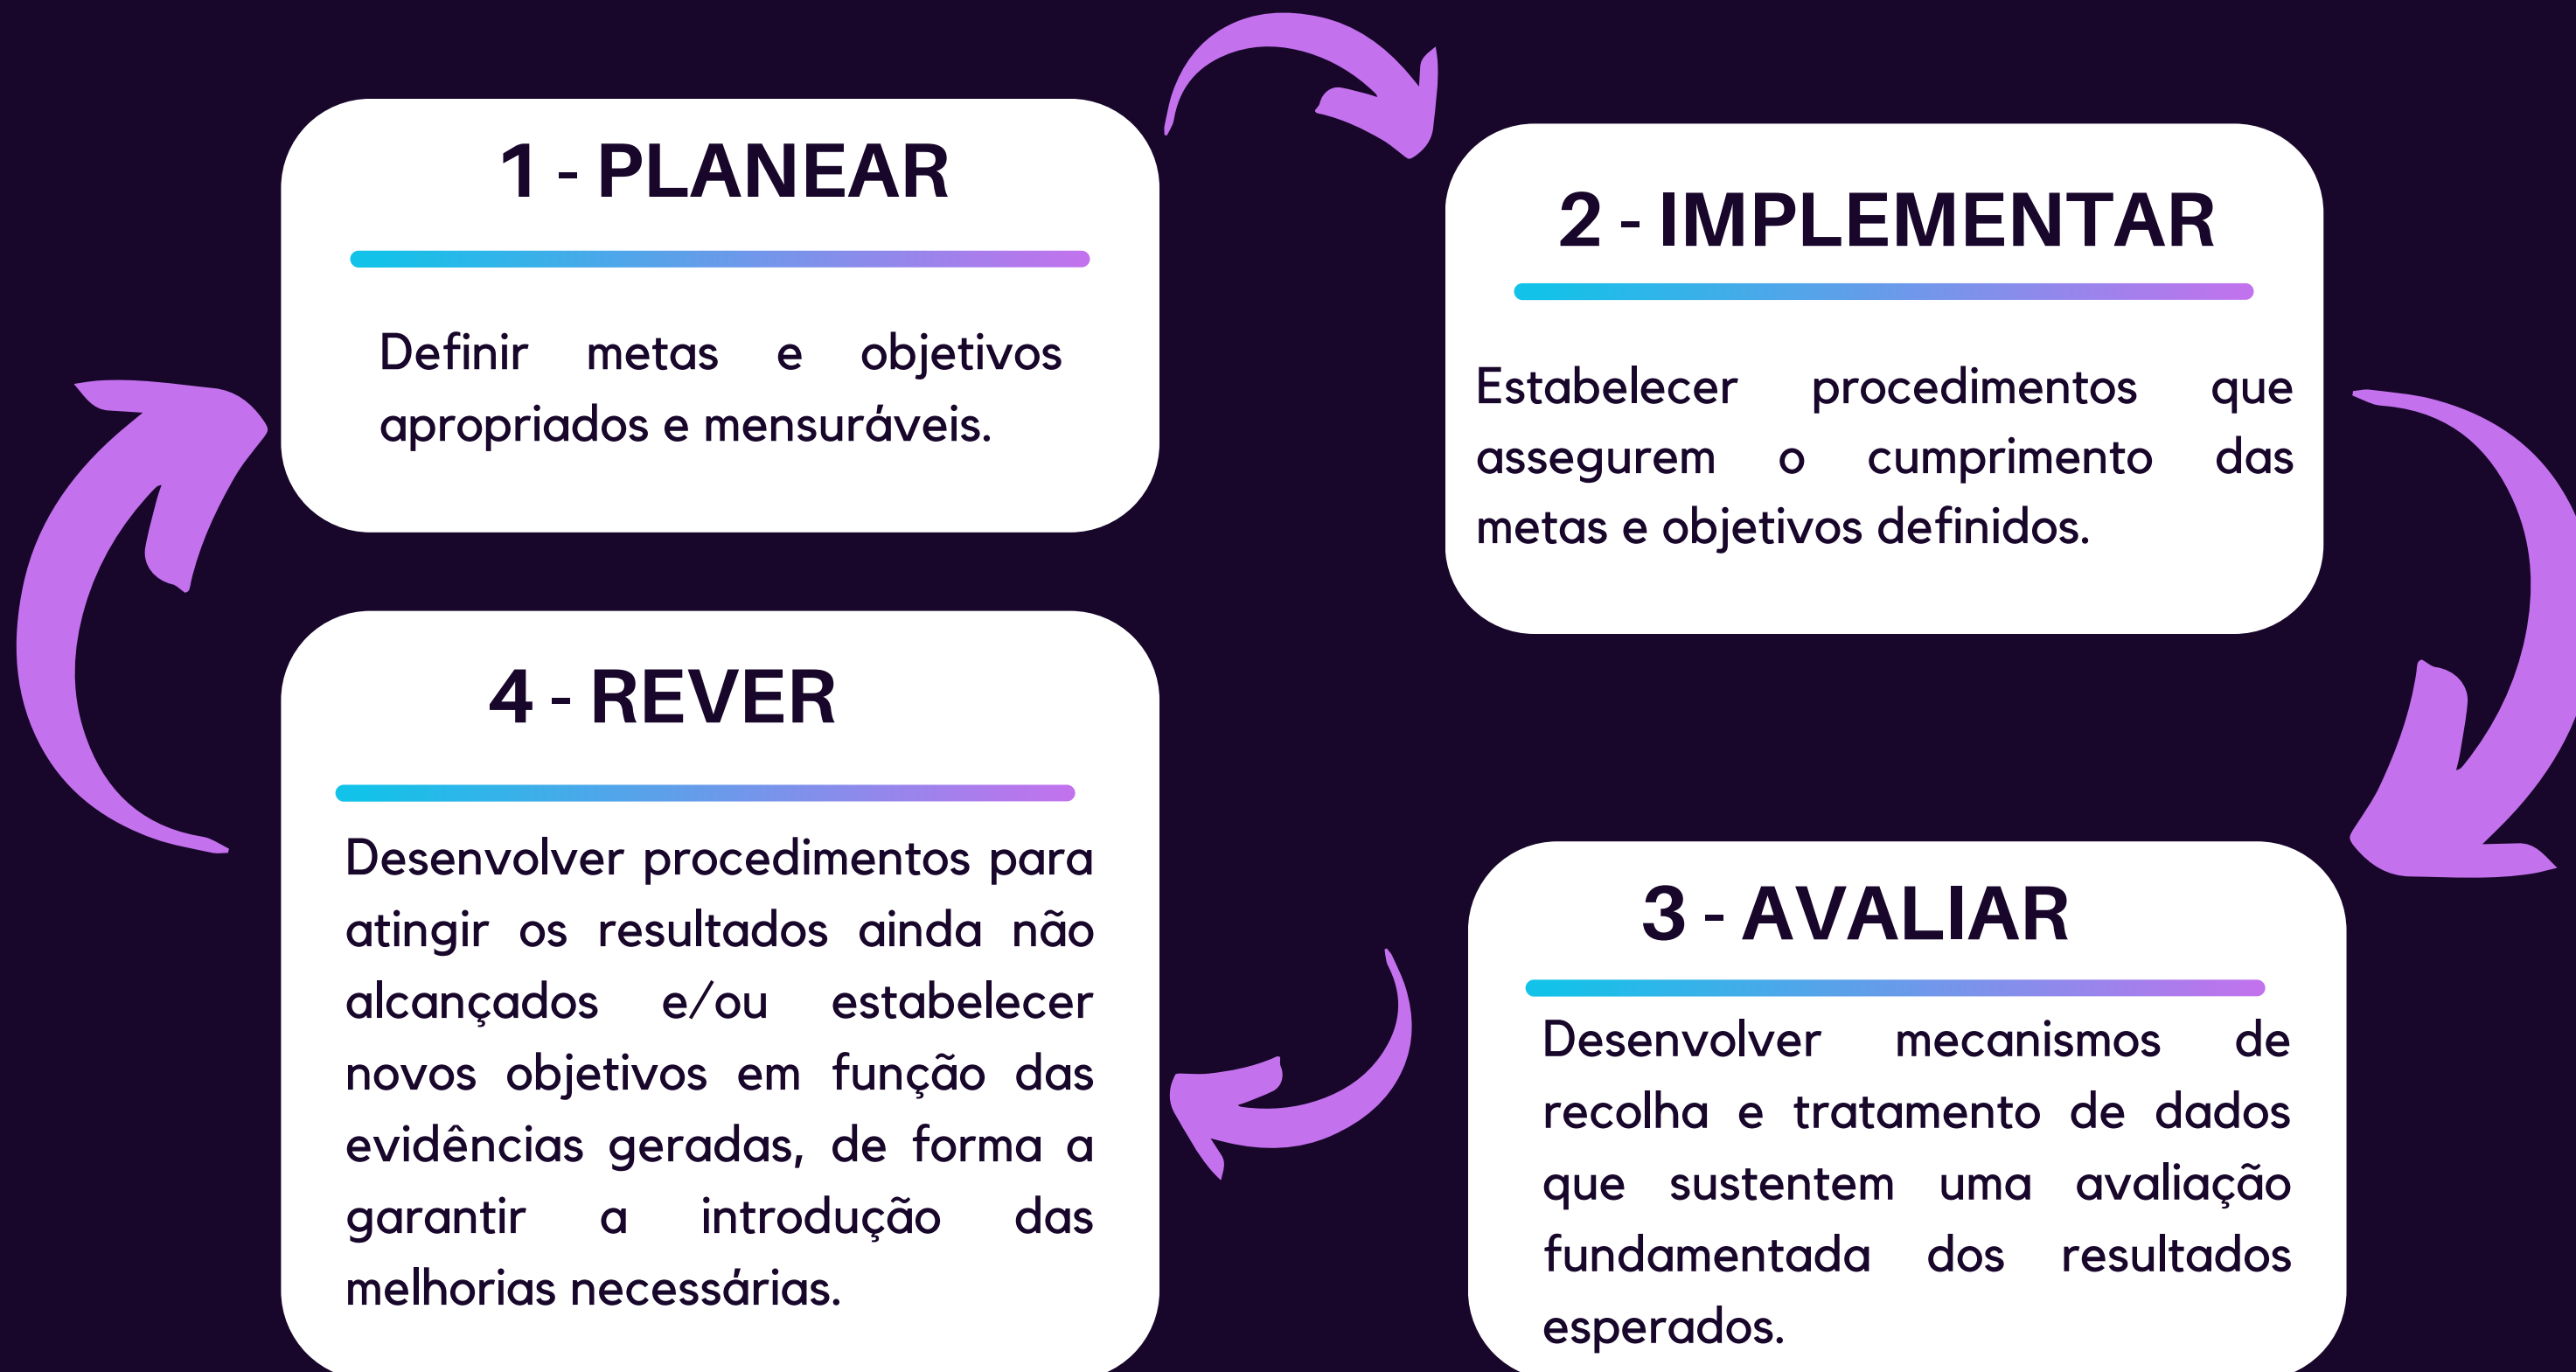 1 - PLANEAR
Definir metas e objetivos
apropriados e mensuráveis.
2 - IMPLEMENTAR
Estabelecer procedimentos que
assegurem o cumprimento das
metas e objetivos definidos.
3 - AVALIAR
Desenvolver mecanismos de
recolha e tratamento de dados
que sustentem uma avaliação
fundamentada dos resultados
esperados.
4 - REVER
Desenvolver procedimentos para
atingir os resultados ainda não
alcançados e/ou estabelecer
novos objetivos em função das
evidências geradas, de forma a
garantir a introdução das
melhorias necessárias.